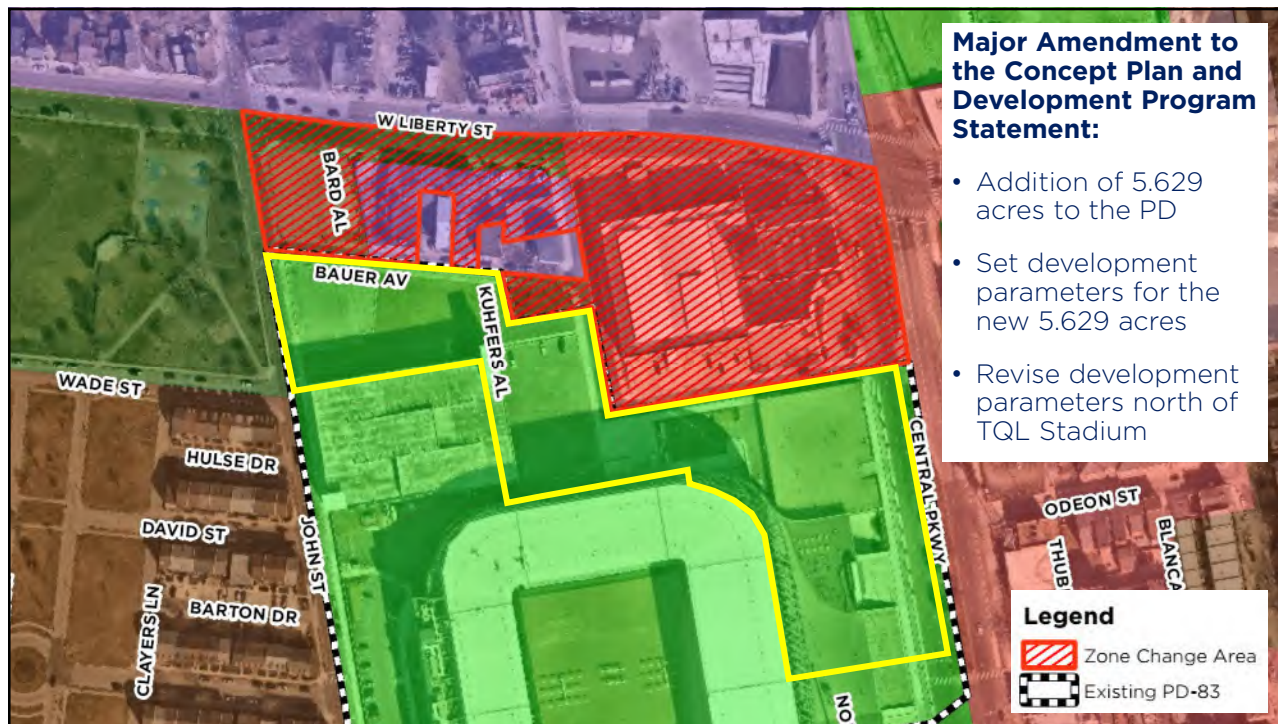 Major Amendment to
the Concept Plan and
Development Program
Statement:
• Addition of 5.629
acres to the PD
• Set development
parameters for the
new 5.629 acres
• Revise development
parameters north of
TQL Stadium
W LIBERTY ST
BARD AL
BAUER AV
KUHFERS AL
WADE ST
HULSE DR
DAVID ST
JOHN ST
BARTON DR
CLAYERS LN
CENTRAL PKWY
ODEON ST
THUB
BLANCA
NO
Legend
Zone Change Area
Existing PD-83